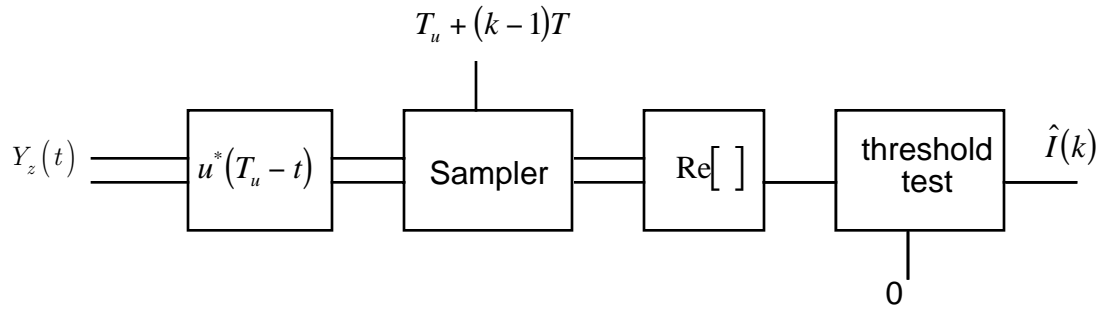 T_u + (k − 1)T
Y_z(t)
u*(T_u − t)
Sampler
Re[ ]
threshold
test
Î(k)
0